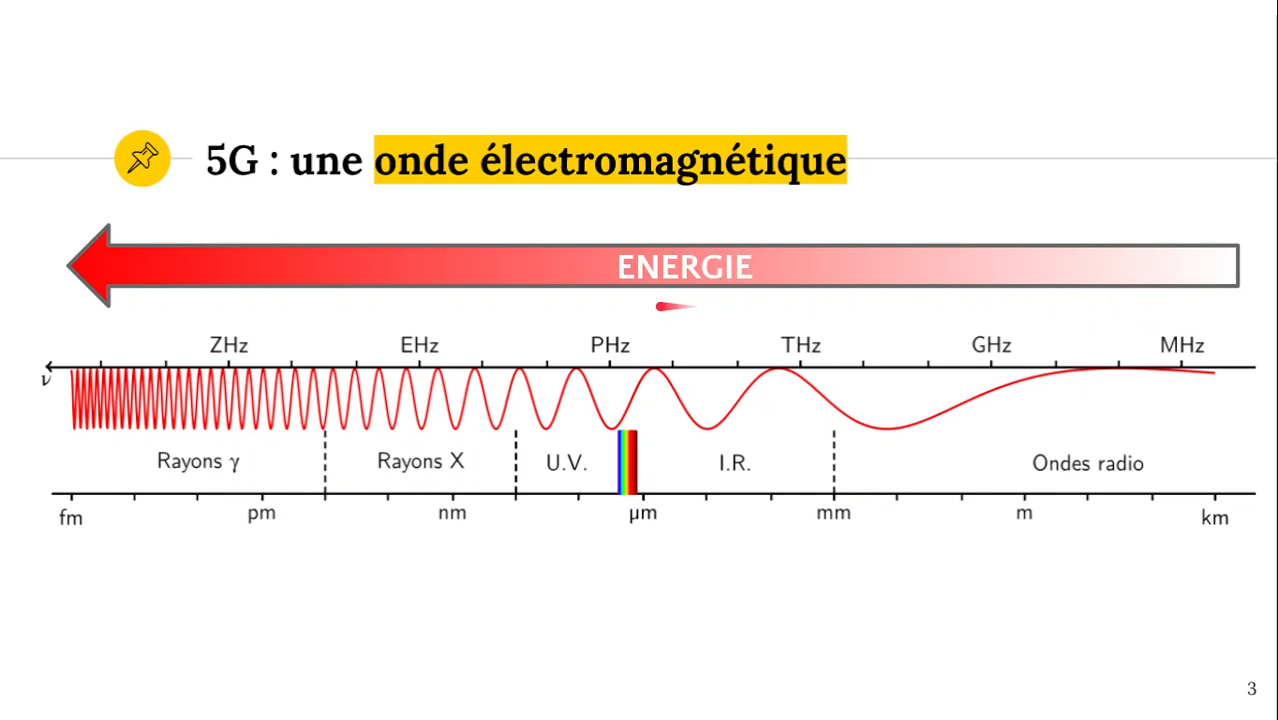 5G : une onde électromagnétique
ENERGIE
ZHz EHz PHz THz GHz MHz
ν
Rayons γ Rayons X U.V. I.R. Ondes radio
fm pm nm µm mm m km
3